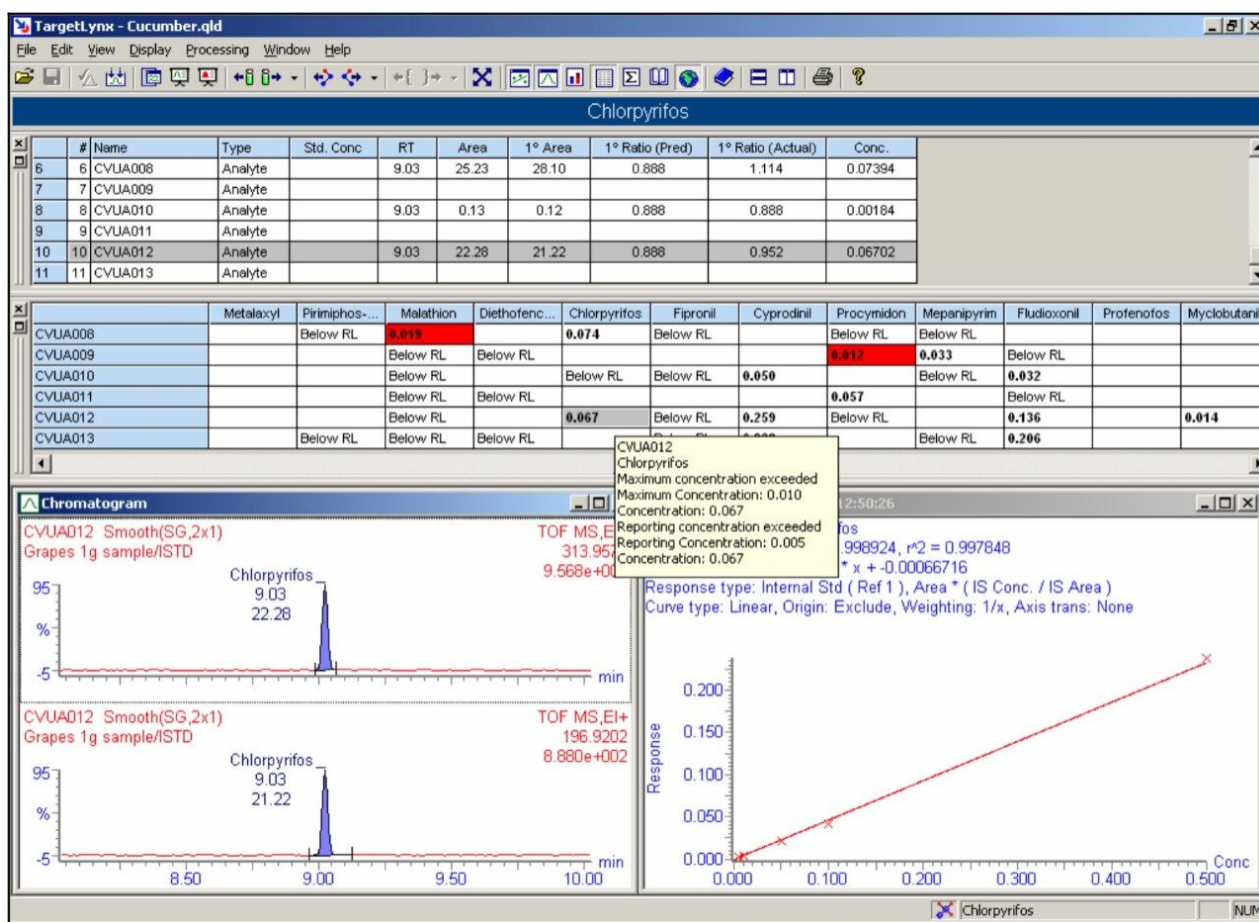 TargetLynx - Cucumber.qld
File Edit View Display Processing Window Help
Chlorpyrifos
# Name Type Std. Conc RT Area 1º Area 1º Ratio (Pred) 1º Ratio (Actual) Conc.
6 6 CVUA008 Analyte 9.03 25.23 28.10 0.888 1.114 0.07394
7 7 CVUA009 Analyte
8 8 CVUA010 Analyte 9.03 0.13 0.12 0.888 0.888 0.00184
9 9 CVUA011 Analyte
10 10 CVUA012 Analyte 9.03 22.28 21.22 0.888 0.952 0.06702
11 11 CVUA013 Analyte
Metalaxyl Pirimiphos-... Malathion Diethofenc... Chlorpyrifos Fipronil Cyprodinil Procymidon Mepanipyrim Fludioxonil Profenofos Myclobutani
CVUA008 Below RL 0.019 0.074 Below RL Below RL Below RL
CVUA009 Below RL Below RL 0.012 0.033 Below RL
CVUA010 Below RL Below RL Below RL 0.050 Below RL 0.032
CVUA011 Below RL Below RL 0.057 Below RL
CVUA012 Below RL 0.067 Below RL 0.259 Below RL 0.136 0.014
CVUA013 Below RL Below RL Below RL Below RL 0.206
CVUA012
Chlorpyrifos
Maximum concentration exceeded
Maximum Concentration: 0.010
Concentration: 0.067
Reporting concentration exceeded
Reporting Concentration: 0.005
Concentration: 0.067
Chromatogram
CVUA012 Smooth(SG,2x1) TOF MS,E
Grapes 1g sample/ISTD 313.957
9.568e+00
Chlorpyrifos
9.03
22.28
95
%
-5
min
CVUA012 Smooth(SG,2x1) TOF MS,EI+
Grapes 1g sample/ISTD 196.9202
8.880e+002
Chlorpyrifos
9.03
21.22
95
%
-5
min
8.50 9.00 9.50 10.00
12:50:26
fos
.998924, r^2 = 0.997848
* x + -0.00066716
Response type: Internal Std ( Ref 1 ), Area * ( IS Conc. / IS Area )
Curve type: Linear, Origin: Exclude, Weighting: 1/x, Axis trans: None
Response
0.200
0.150
0.100
0.050
0.000
Conc
0.000 0.100 0.200 0.300 0.400 0.500
Chlorpyrifos NUM